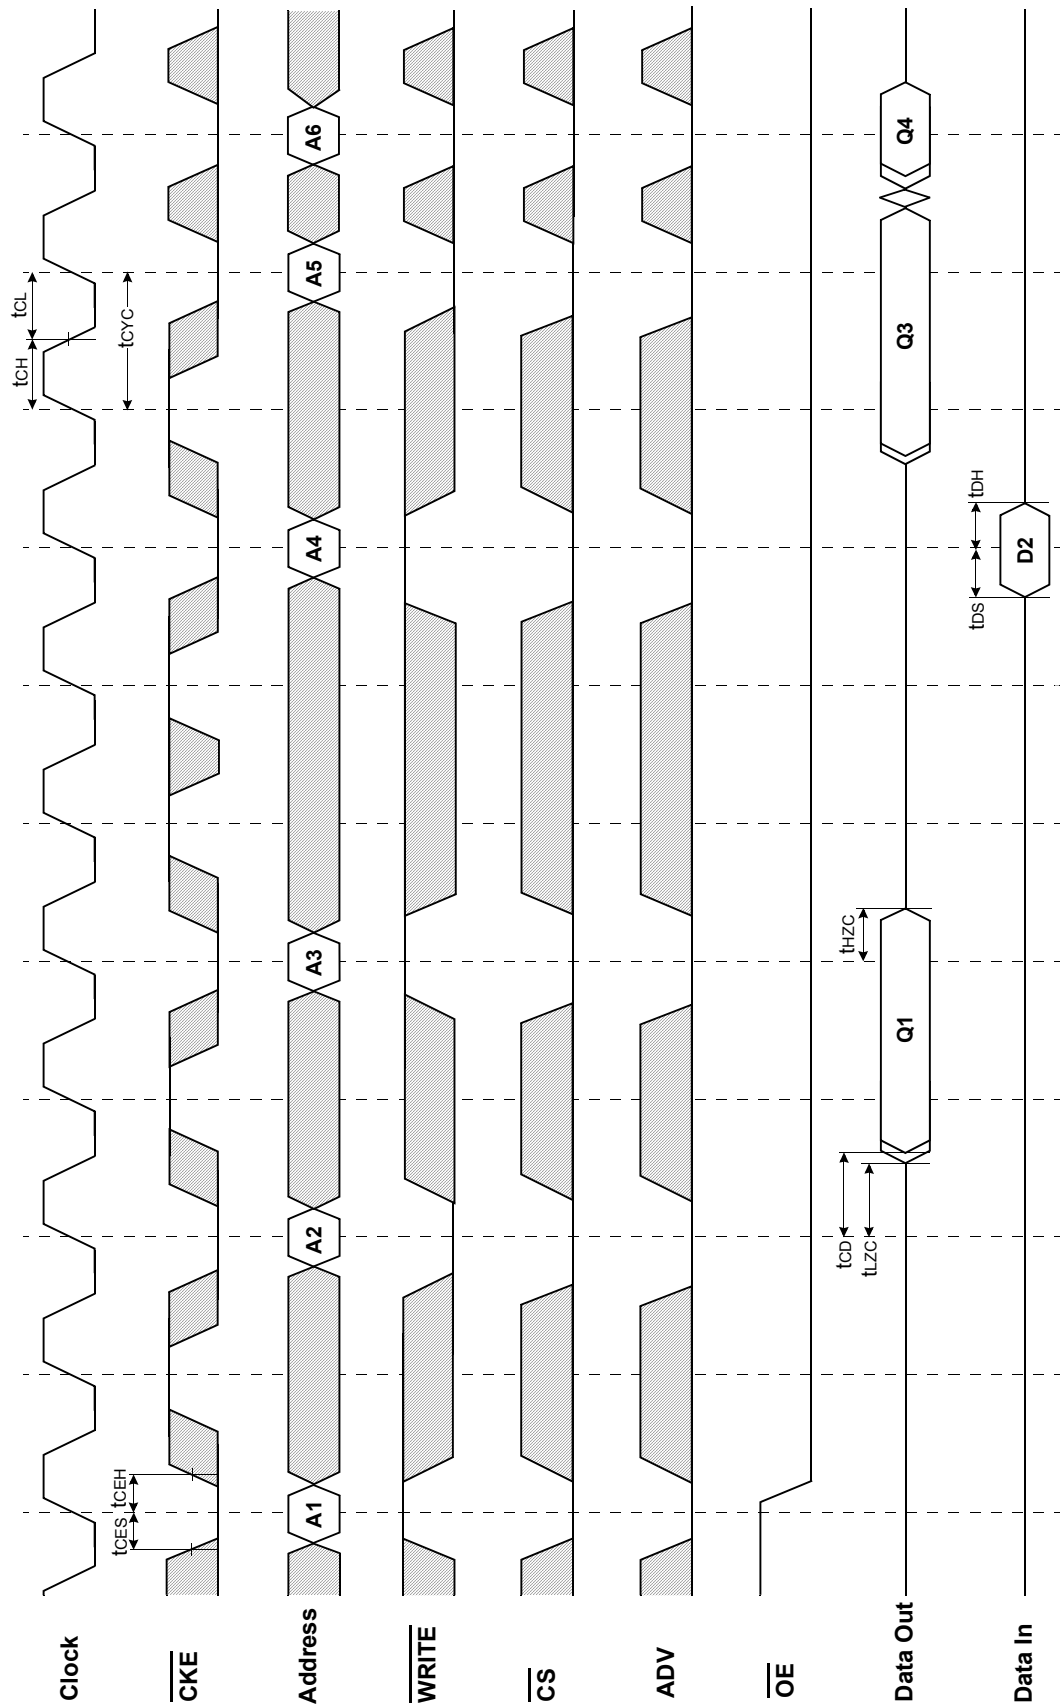 Clock
tCH
tCL
CKE
tCES
tCEH
tCYC
Address
A1
A2
A3
A4
A5
A6
WRITE
CS
ADV
OE
Data Out
tCD
tLZC
Q1
tHZC
Q3
Q4
Data In
tDS
D2
tDH